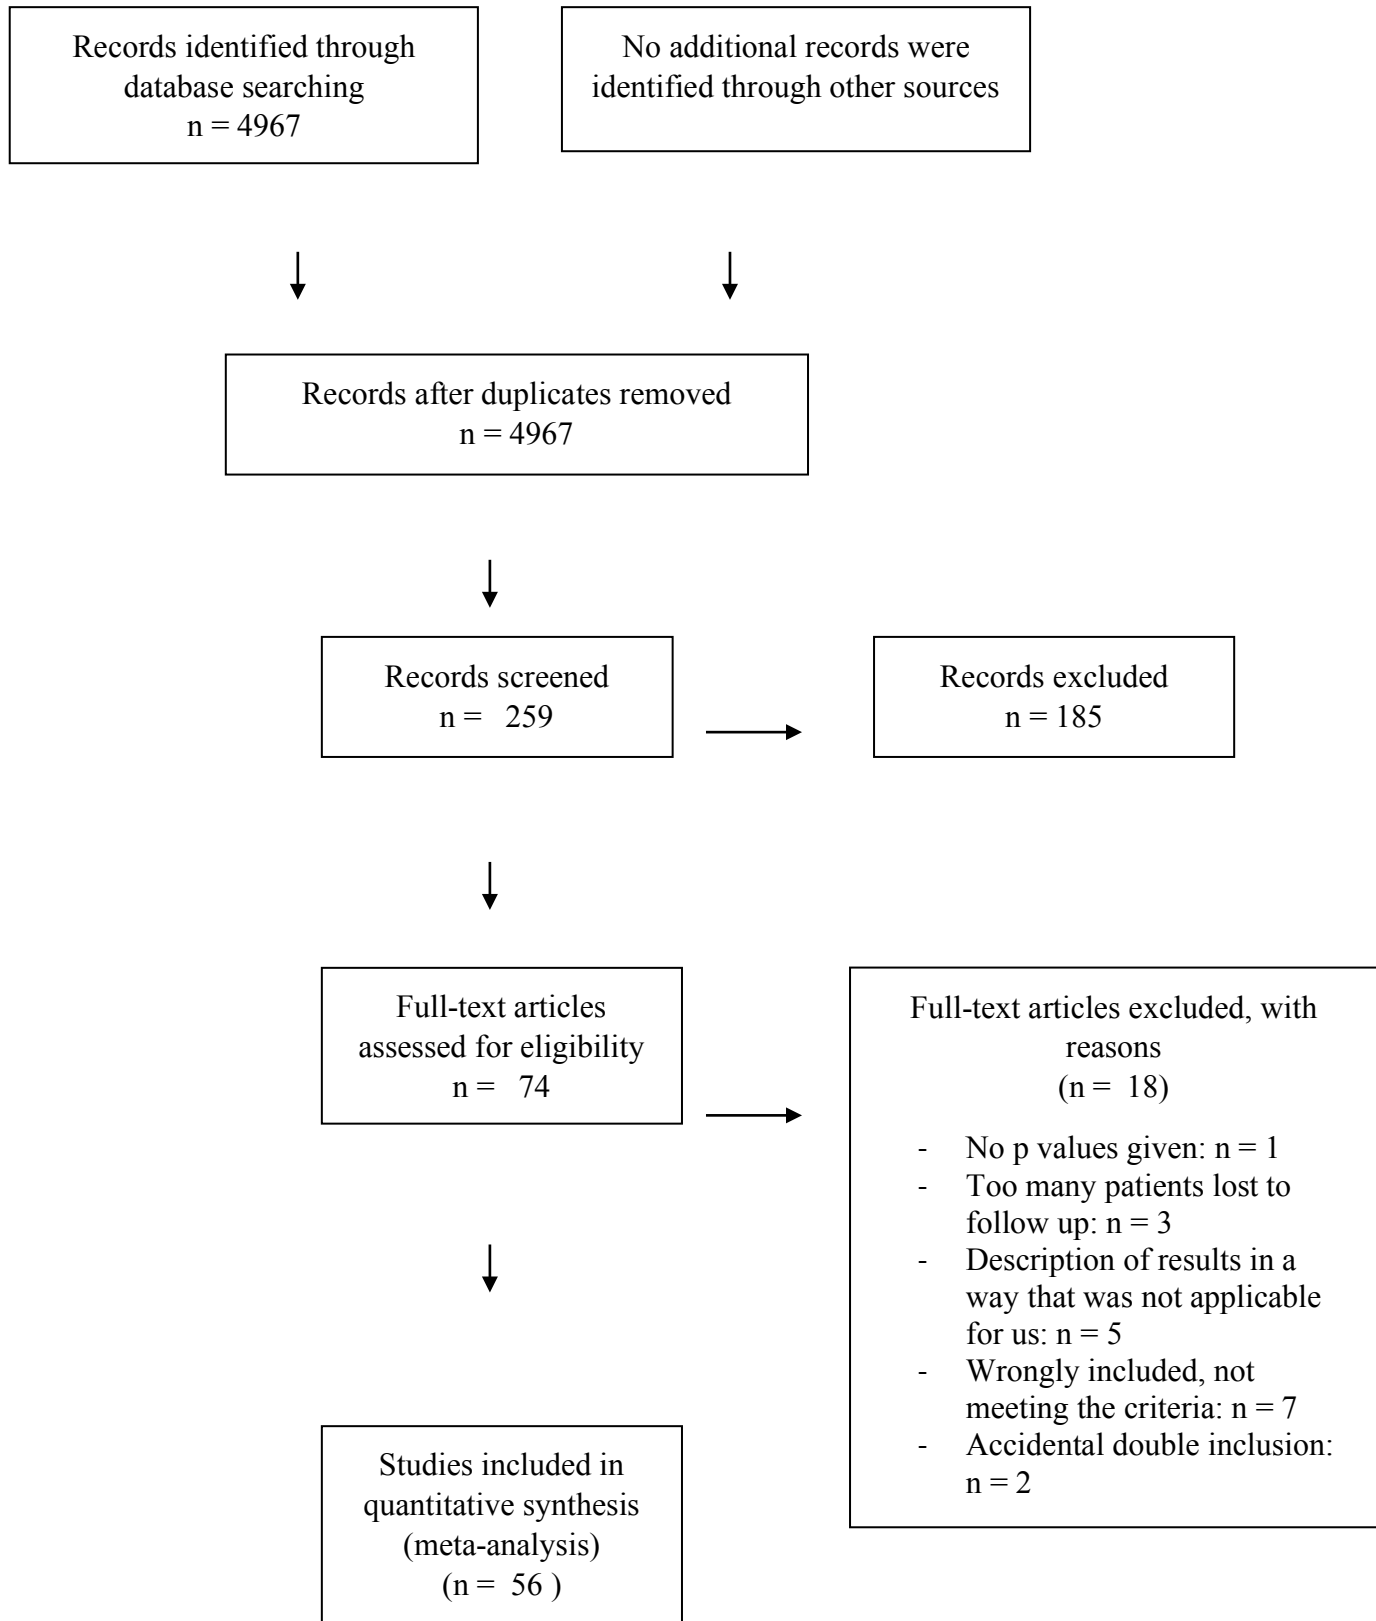 Records identified through
database searching
n = 4967
No additional records were
identified through other sources
Records after duplicates removed
n = 4967
Records screened
n =   259
Records excluded
n = 185
Full-text articles
assessed for eligibility
n =   74
Full-text articles excluded, with
reasons
(n =  18)
-    No p values given: n = 1
-    Too many patients lost to
follow up: n = 3
-    Description of results in a
way that was not applicable
for us: n = 5
-    Wrongly included, not
meeting the criteria: n = 7
-    Accidental double inclusion:
n = 2
Studies included in
quantitative synthesis
(meta-analysis)
(n =  56 )